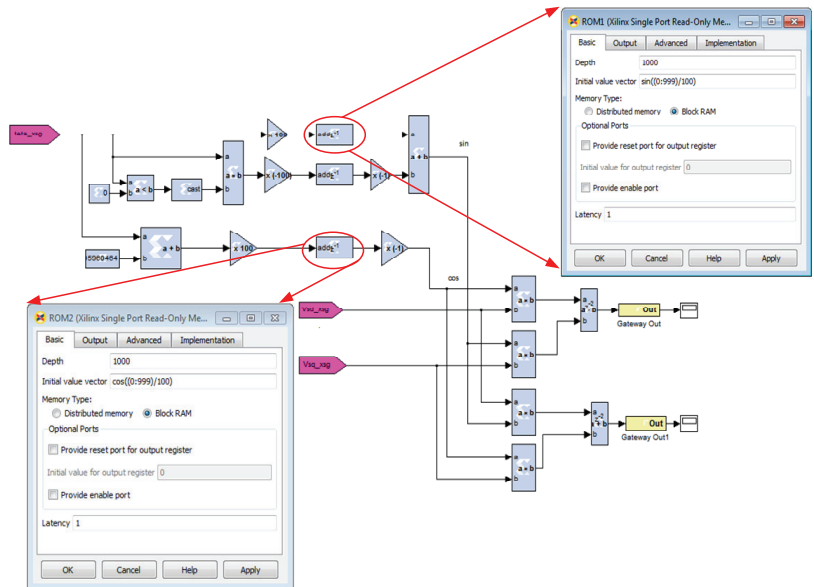 ROM1 (Xilinx Single Port Read-Only Me...
Basic Output Advanced Implementation
Depth 1000
Initial value vector sin((0:999)/100)
Memory Type:
Distributed memory Block RAM
Optional Ports
Provide reset port for output register
Initial value for output register 0
Provide enable port
Latency 1
OK Cancel Help Apply
x 100
a
a + b
b
sin
a
b
a
a < b
b
cast
x (-100)
x (-1)
0
a
a + b
b
x 100
x (-1)
cos
a
a × b
b
a
b
Out
Gateway Out
a
a × b
b
a
a × b
b
a
b
Out
Gateway Out1
a
a × b
b
Vsq_xsg
ROM2 (Xilinx Single Port Read-Only Me...
Basic Output Advanced Implementation
Depth 1000
Initial value vector cos((0:999)/100)
Memory Type:
Distributed memory Block RAM
Optional Ports
Provide reset port for output register
Initial value for output register 0
Provide enable port
Latency 1
OK Cancel Help Apply